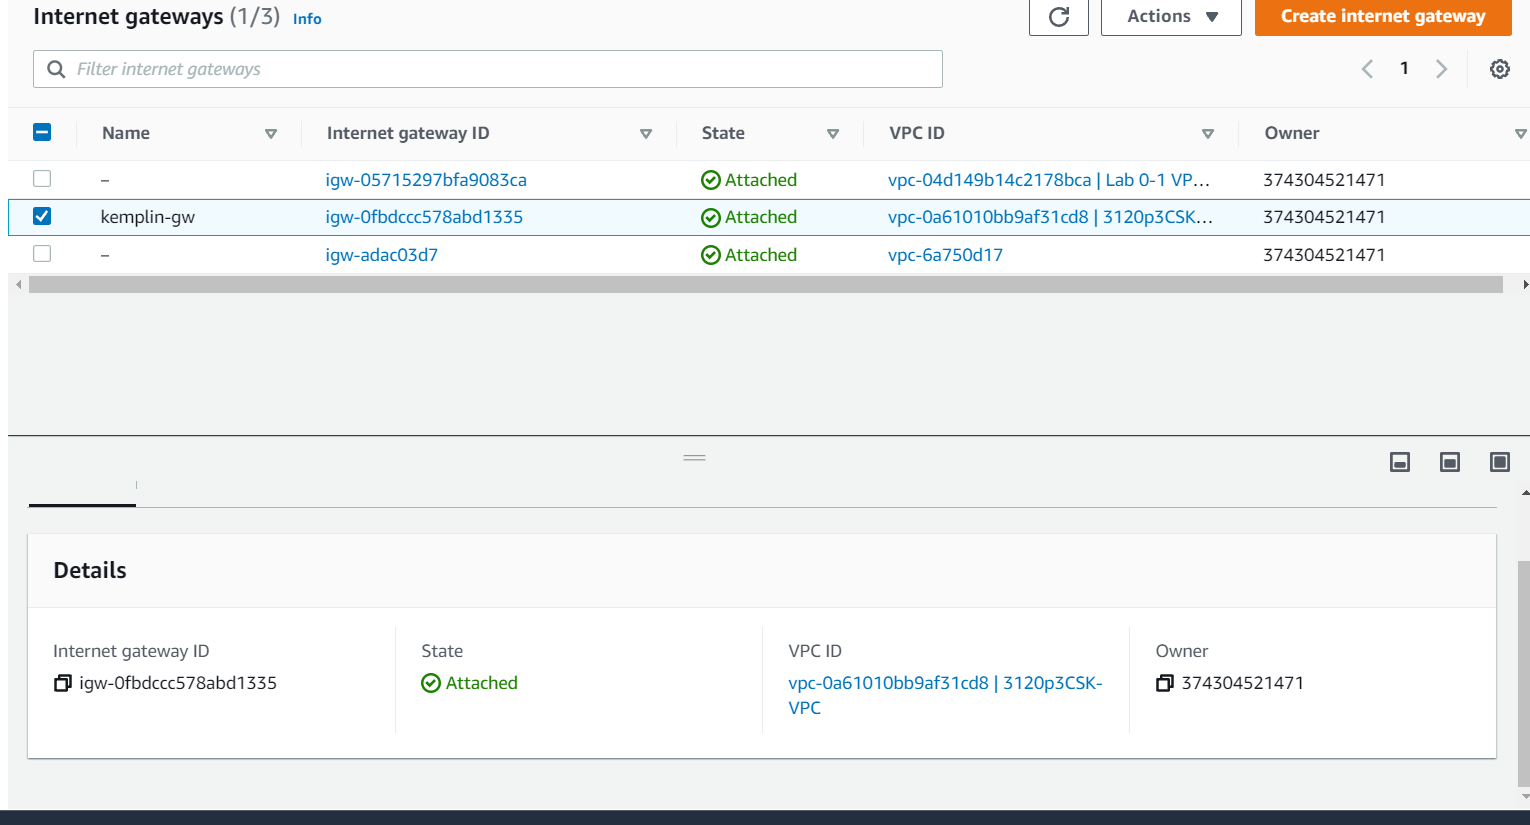 Internet gateways (1/3) Info
Actions
Create internet gateway
Filter internet gateways
1
Name Internet gateway ID State VPC ID Owner
– igw-05715297bfa9083ca Attached vpc-04d149b14c2178bca | Lab 0-1 VP... 374304521471
kemplin-gw igw-0fbdccc578abd1335 Attached vpc-0a61010bb9af31cd8 | 3120p3CSK... 374304521471
– igw-adac03d7 Attached vpc-6a750d17 374304521471
Details
Internet gateway ID State VPC ID Owner
igw-0fbdccc578abd1335 Attached vpc-0a61010bb9af31cd8 | 3120p3CSK- 374304521471
VPC